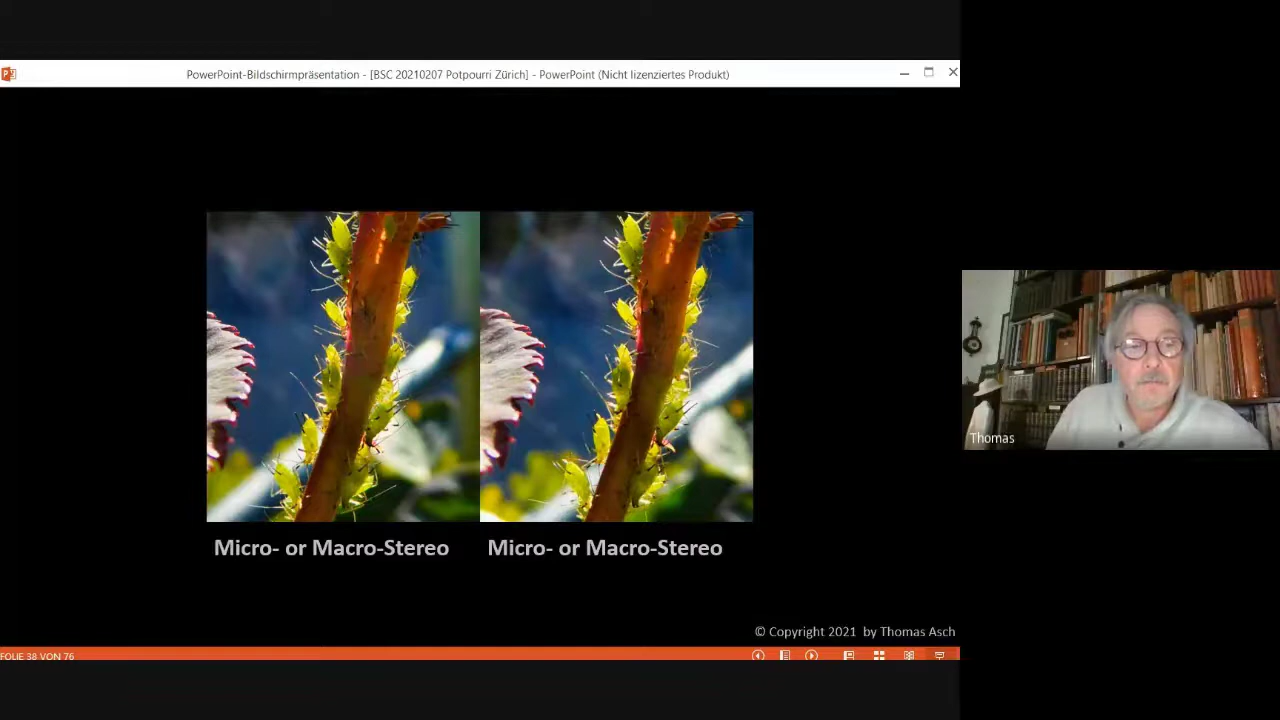 PowerPoint-Bildschirmpräsentation - [BSC 20210207 Potpourri Zürich] - PowerPoint (Nicht lizenziertes Produkt)
Micro- or Macro-Stereo Micro- or Macro-Stereo
Thomas
© Copyright 2021 by Thomas Asch
FOLIE 38 VON 76